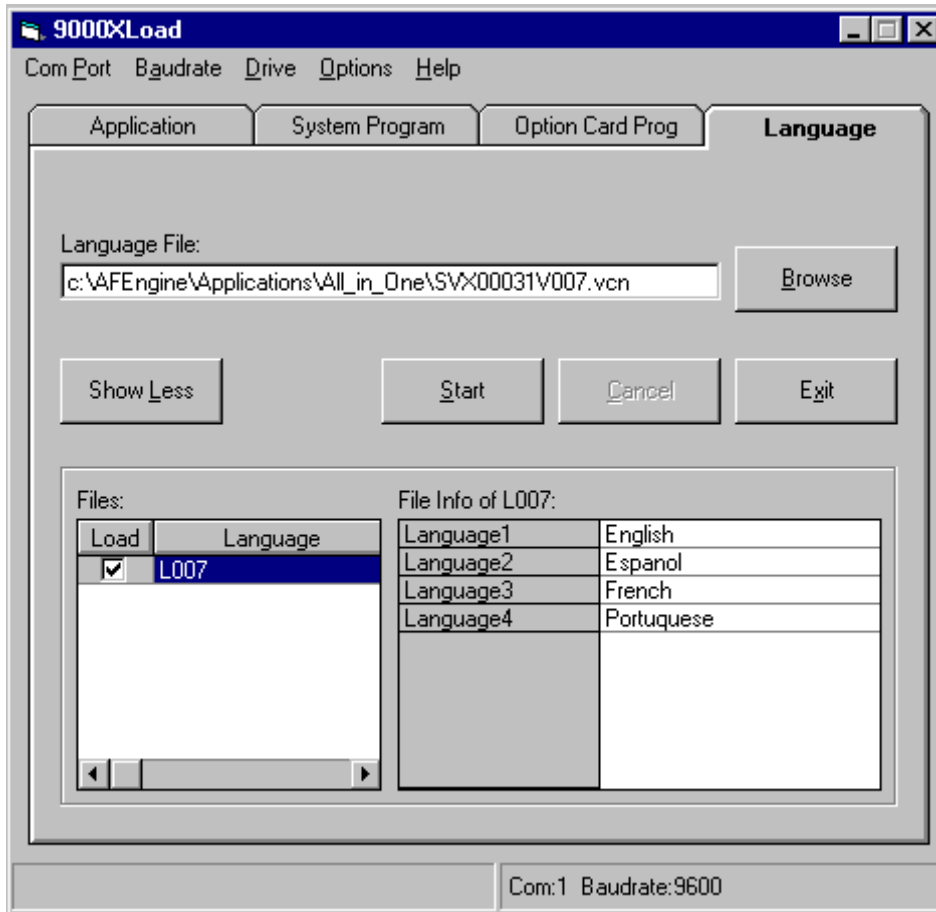 9000XLoad
Com Port Baudrate Drive Options Help
Application System Program Option Card Prog Language
Language File:
c:\AFEngine\Applications\All_in_One\SVX00031V007.vcn Browse
Show Less Start Cancel Exit
Files: File Info of L007:
Load Language Language1 English
L007 Language2 Espanol
Language3 French
Language4 Portuquese
Com:1 Baudrate:9600